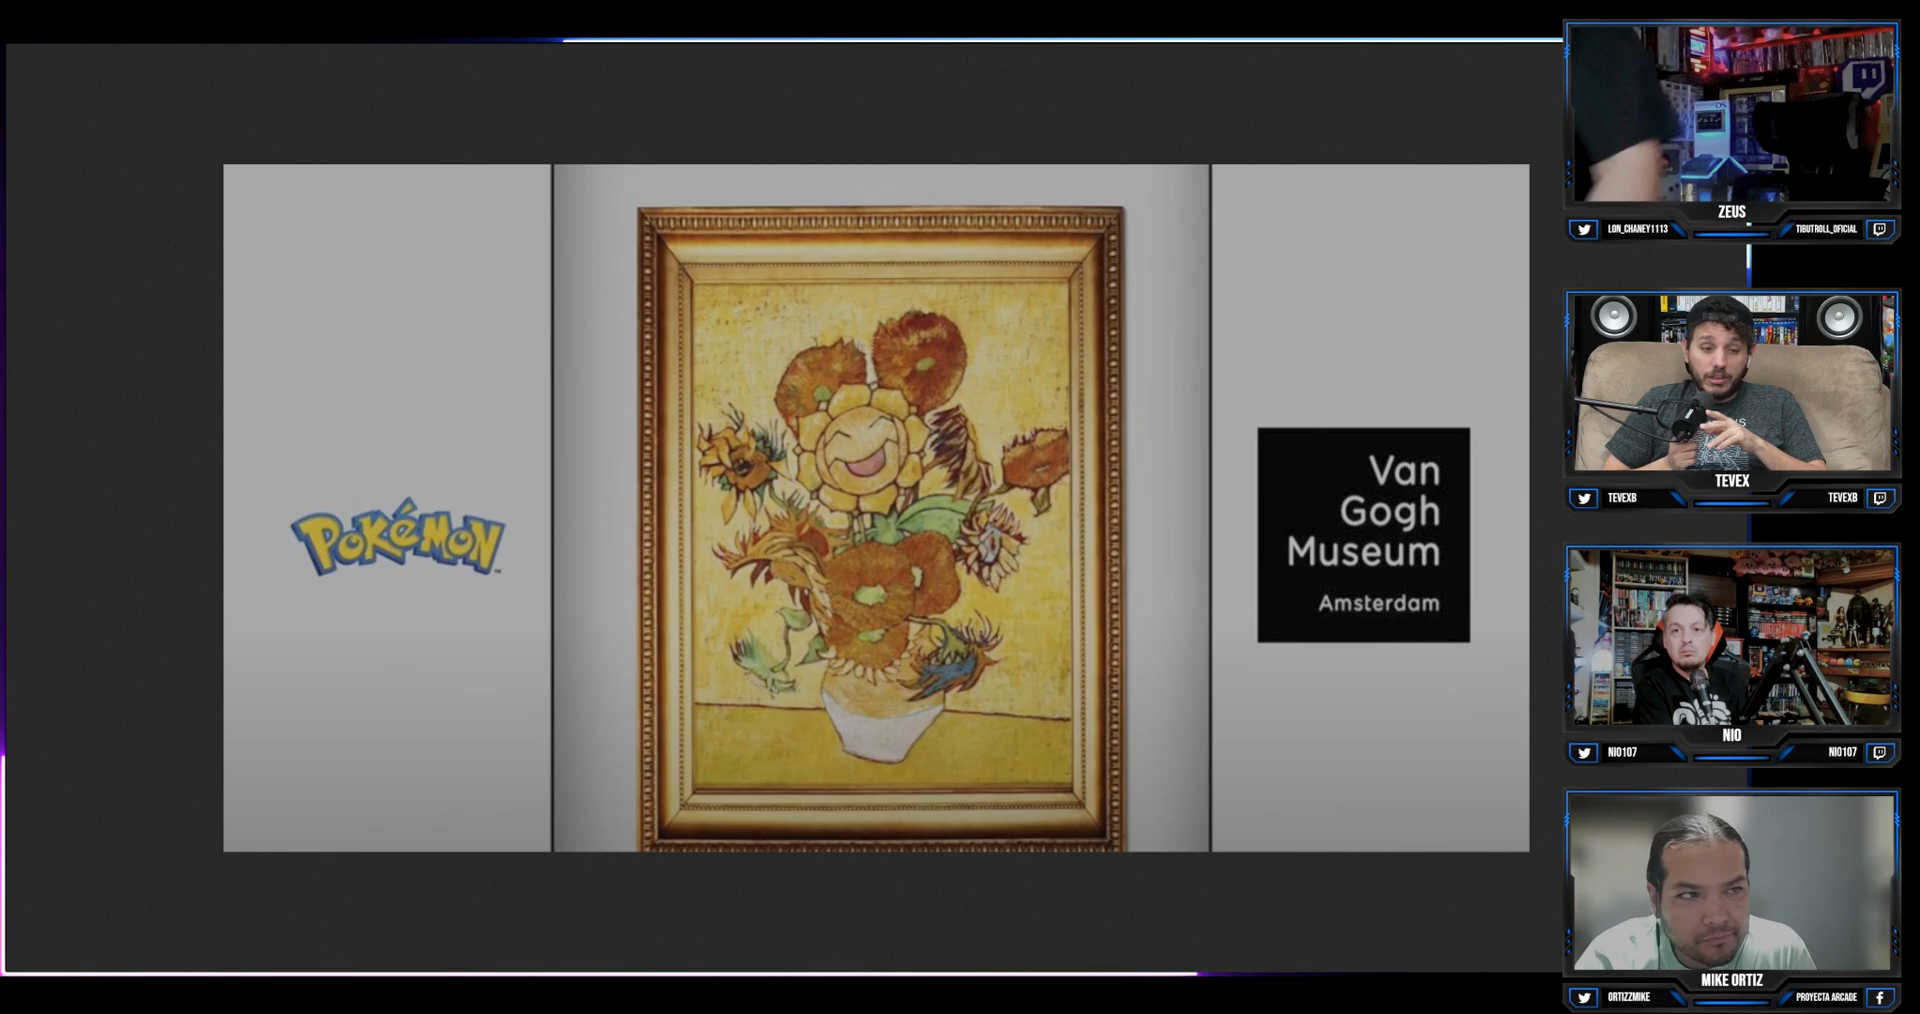 POKéMON
Van
Gogh
Museum
Amsterdam
ZEUS
LON_CHANEY1113
TIBUTROLL_OFICIAL
TEVEX
TEVEXB
TEVEXB
NIO
NIO107
NIO107
MIKE ORTIZ
ORTIZZMIKE
PROYECTA ARCADE